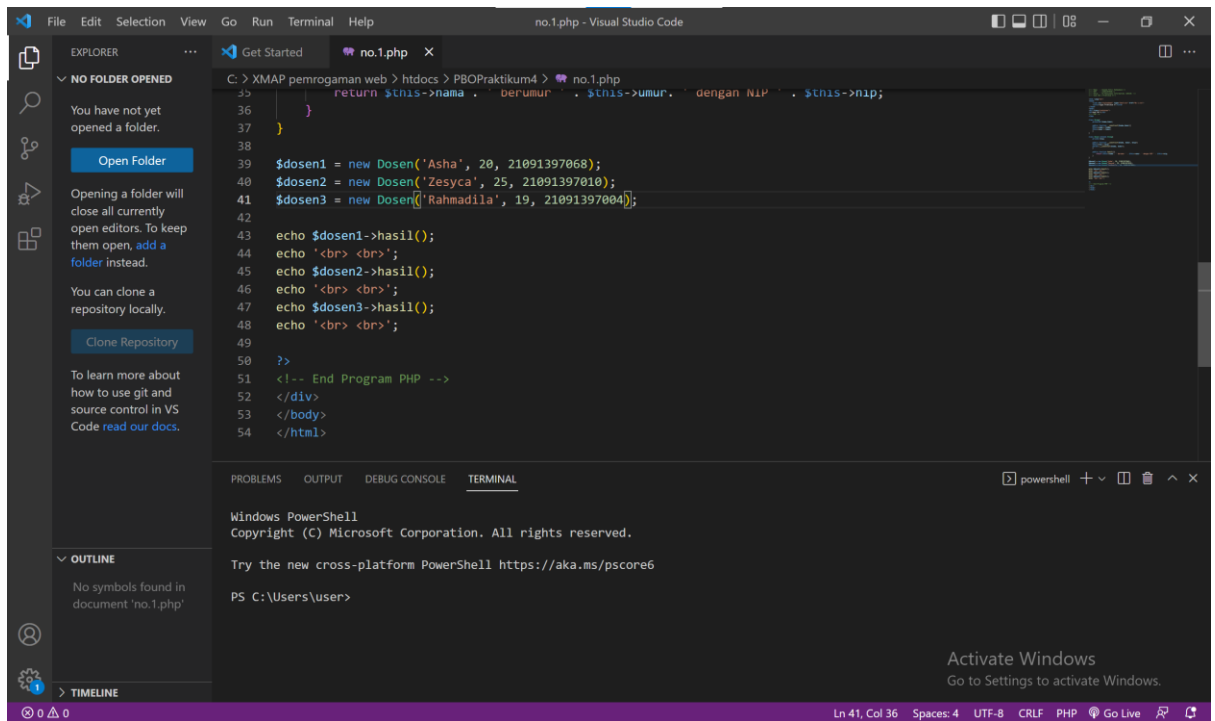 File Edit Selection View Go Run Terminal Help
no.1.php - Visual Studio Code
EXPLORER
NO FOLDER OPENED
You have not yet
opened a folder.
Open Folder
Opening a folder will
close all currently
open editors. To keep
them open, add a
folder instead.
You can clone a
repository locally.
Clone Repository
To learn more about
how to use git and
source control in VS
Code read our docs.
OUTLINE
No symbols found in
document 'no.1.php'
TIMELINE
Get Started no.1.php
C: > XMAP pemrogaman web > htdocs > PBOPraktikum4 > no.1.php
35 return $this->nama . ' berumur ' . $this->umur. ' dengan NIP ' . $this->nip;
36 }
37 }
38
39 $dosen1 = new Dosen('Asha', 20, 21091397068);
40 $dosen2 = new Dosen('Zesyca', 25, 21091397010);
41 $dosen3 = new Dosen('Rahmadila', 19, 21091397004);
42
43 echo $dosen1->hasil();
44 echo '<br> <br>';
45 echo $dosen2->hasil();
46 echo '<br> <br>';
47 echo $dosen3->hasil();
48 echo '<br> <br>';
49
50 ?>
51 <!-- End Program PHP -->
52 </div>
53 </body>
54 </html>
PROBLEMS OUTPUT DEBUG CONSOLE TERMINAL
powershell
Windows PowerShell
Copyright (C) Microsoft Corporation. All rights reserved.
Try the new cross-platform PowerShell https://aka.ms/pscore6
PS C:\Users\user>
Activate Windows
Go to Settings to activate Windows.
1
0 0
Ln 41, Col 36 Spaces: 4 UTF-8 CRLF PHP Go Live